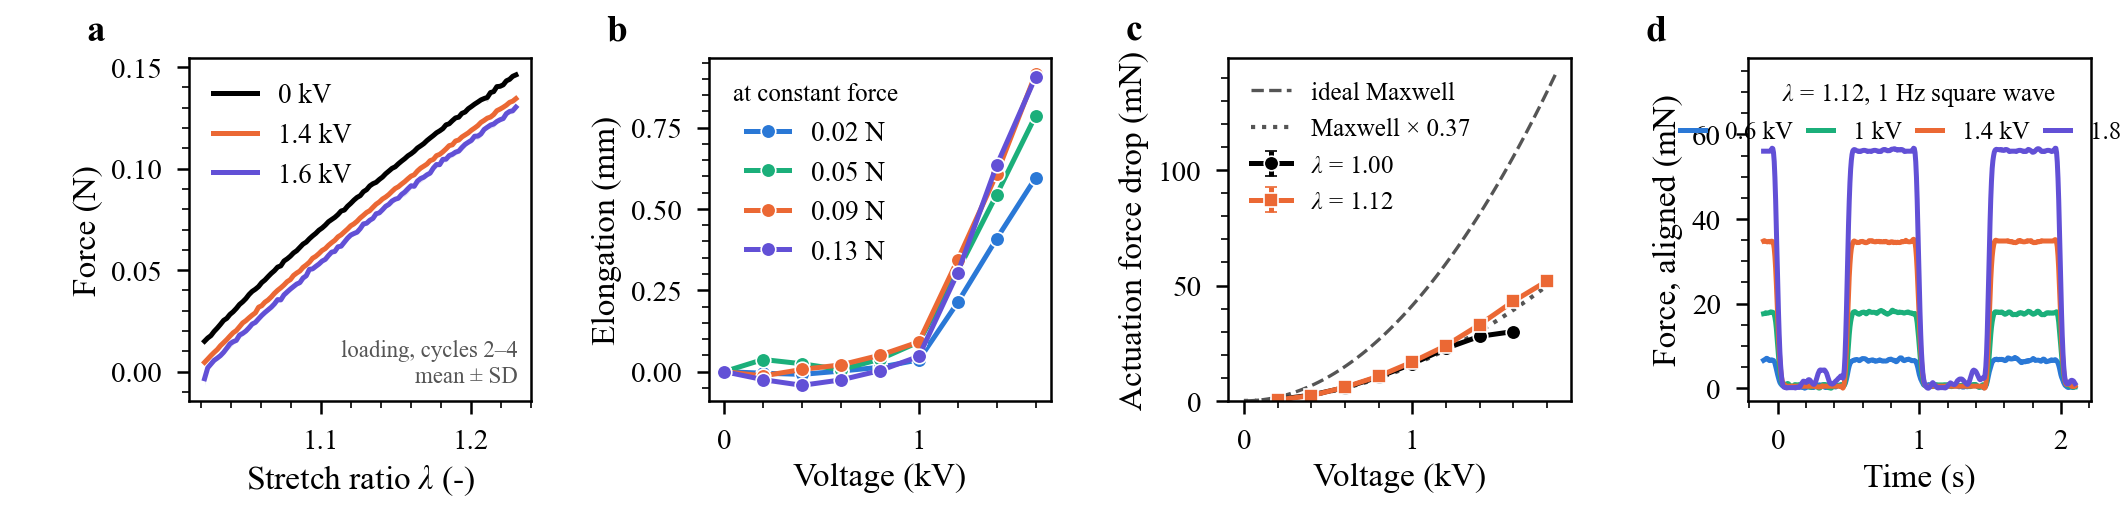 a
0.15
0.10
0.05
0.00
Force (N)
0 kV
1.4 kV
1.6 kV
loading, cycles 2–4
mean ± SD
1.1 1.2
Stretch ratio λ (-)
b
0.75
0.50
0.25
0.00
Elongation (mm)
at constant force
0.02 N
0.05 N
0.09 N
0.13 N
0 1
Voltage (kV)
c
100
50
0
Actuation force drop (mN)
ideal Maxwell
Maxwell × 0.37
λ = 1.00
λ = 1.12
0 1
Voltage (kV)
d
60
40
20
0
Force, aligned (mN)
λ = 1.12, 1 Hz square wave
0.6 kV 1 kV 1.4 kV 1.8
0 1 2
Time (s)